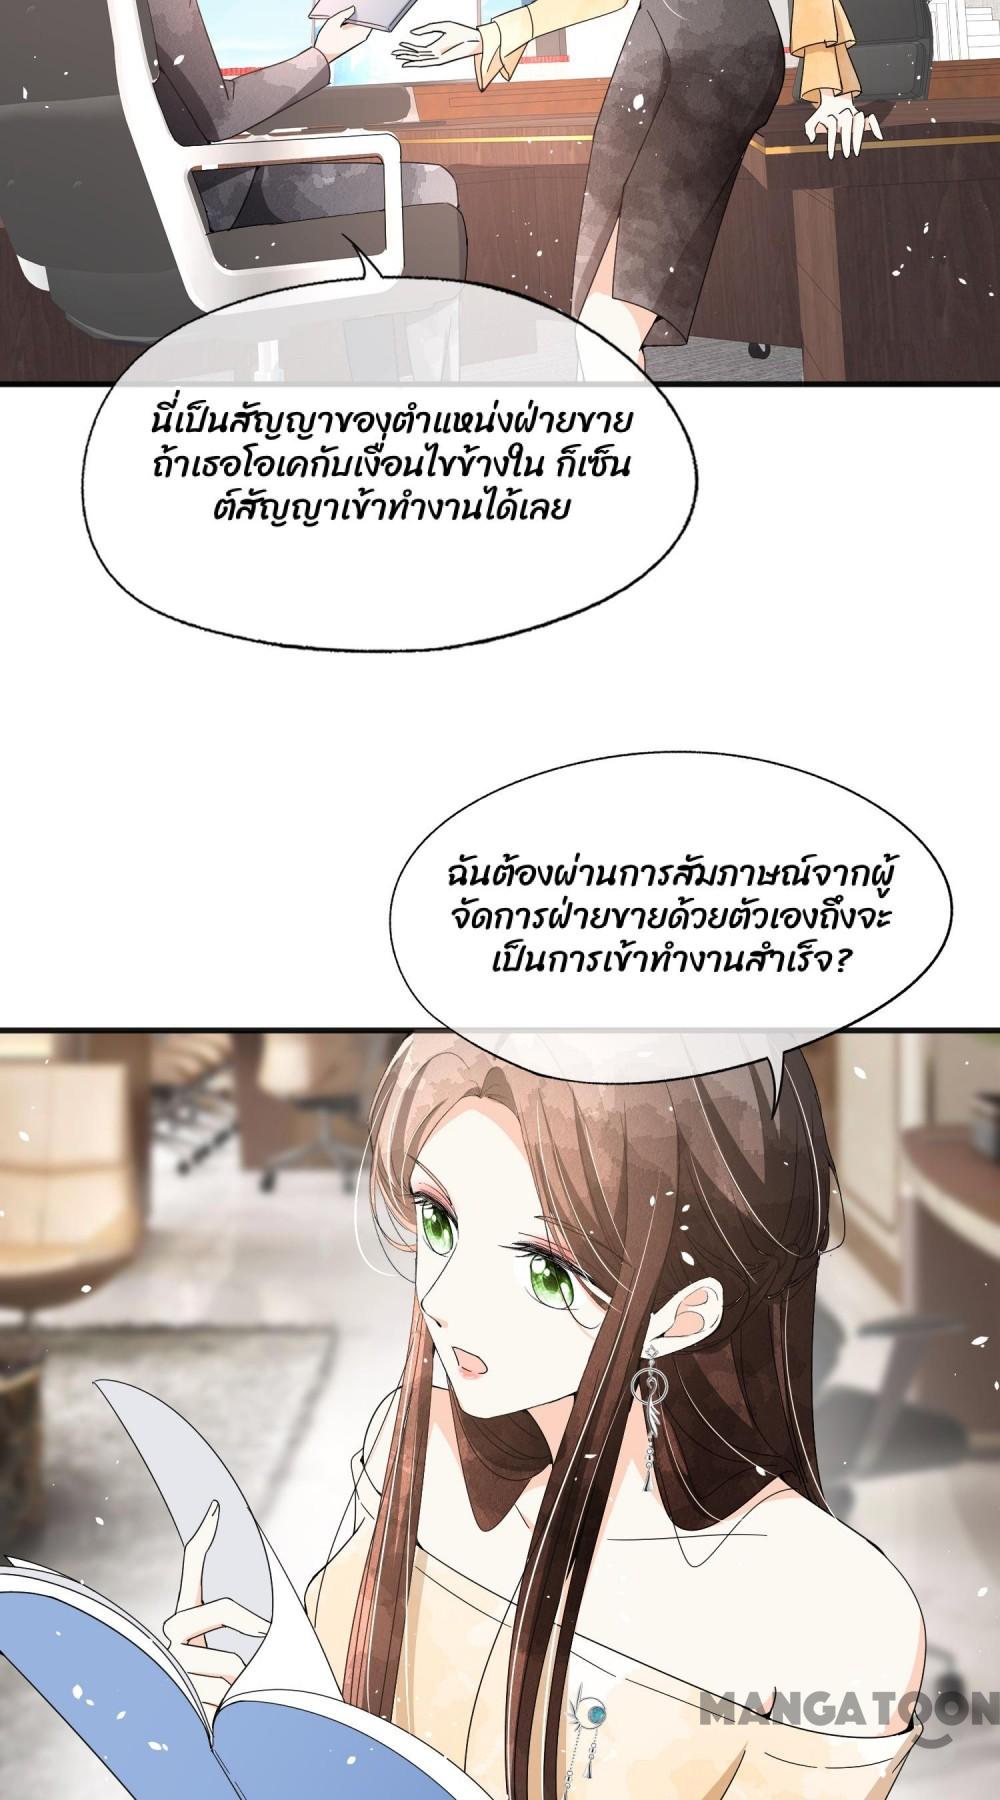 นี่เป็นสัญญาของตำแหน่งฝ่ายขาย
ถ้าเธอโอเคกับเงื่อนไขข้างใน ก็เซ็น
ต์สัญญาเข้าทำงานได้เลย
ฉันต้องผ่านการสัมภาษณ์จากผู้
จัดการฝ่ายขายด้วยตัวเองถึงจะ
เป็นการเข้าทำงานสำเร็จ?
MANGATOON